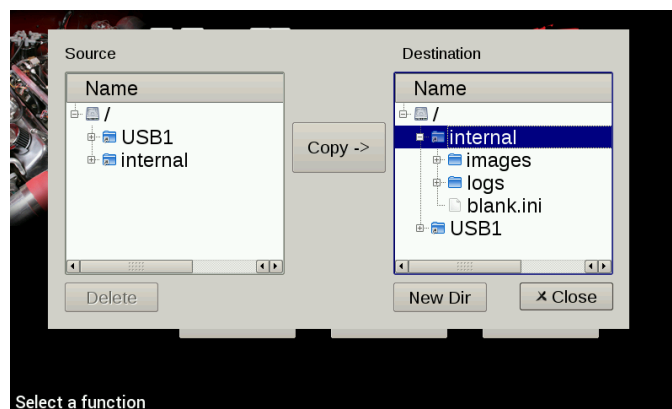 Source
Destination
Name
/
USB1
internal
Copy ->
Name
/
internal
images
logs
blank.ini
USB1
Delete
New Dir
Close
Select a function